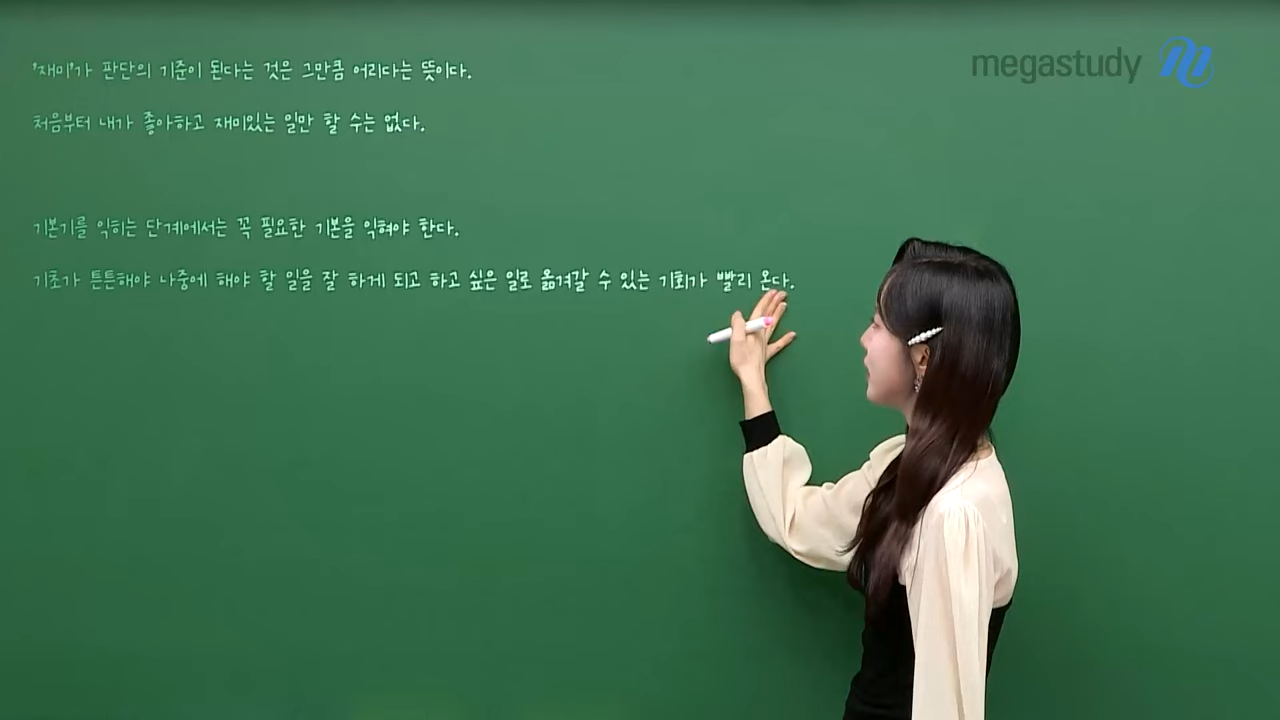 '재미'가 판단의 기준이 된다는 것은 그만큼 어리다는 뜻이다.
megastudy
처음부터 내가 좋아하고 재미있는 일만 할 수는 없다.
기본기를 익히는 단계에서는 꼭 필요한 기본을 익혀야 한다.
기초가 튼튼해야 나중에 해야 할 일을 잘 하게 되고 하고 싶은 일로 옮겨갈 수 있는 기회가 빨리 온다.